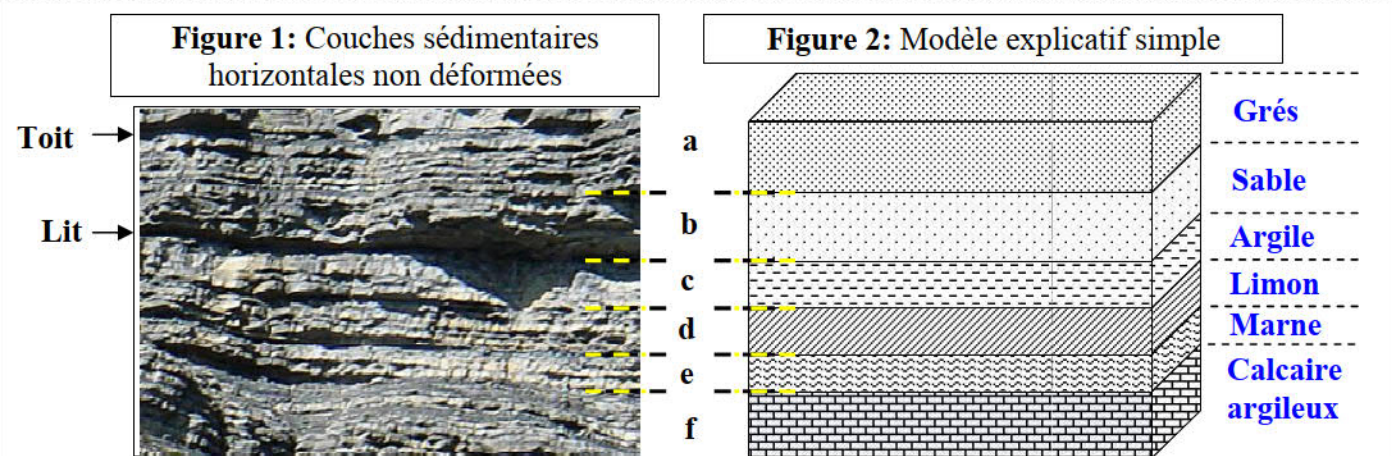 Figure 1: Couches sédimentaires
horizontales non déformées
Figure 2: Modèle explicatif simple
Toit
Lit
a
b
c
d
e
f
Grés
Sable
Argile
Limon
Marne
Calcaire
argileux